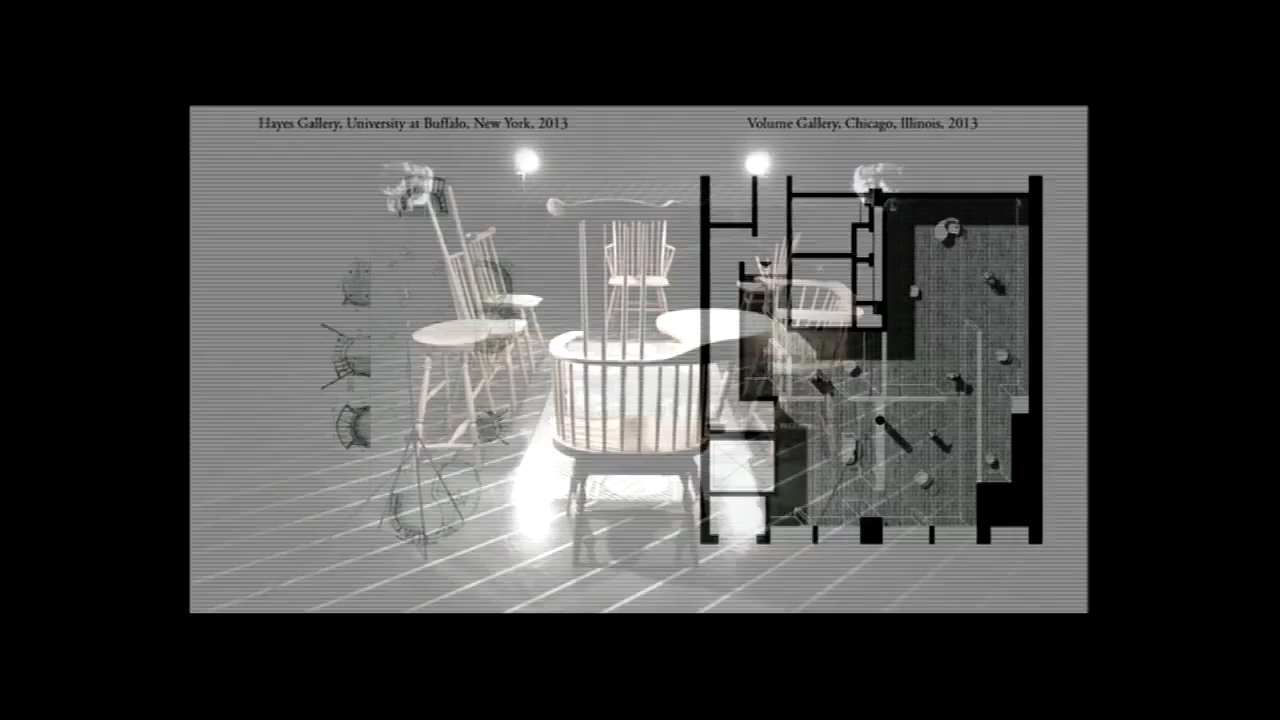 Hayes Gallery, University at Buffalo, New York, 2013
Volume Gallery, Chicago, Illinois, 2013